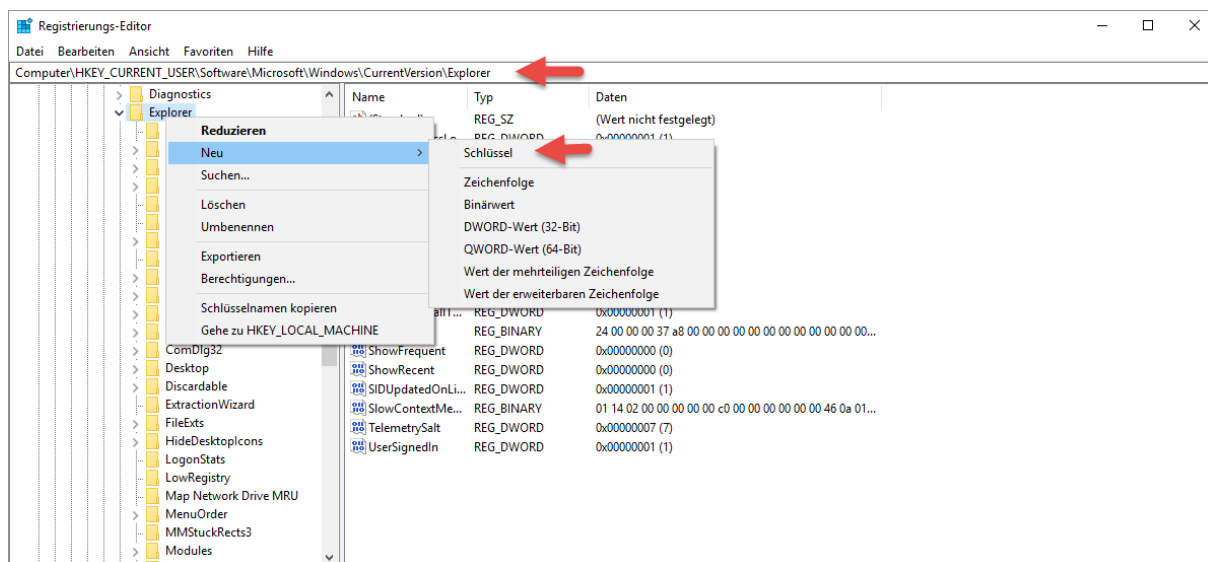 Registrierungs-Editor
Datei Bearbeiten Ansicht Favoriten Hilfe
Computer\HKEY_CURRENT_USER\Software\Microsoft\Windows\CurrentVersion\Explorer
Diagnostics
Explorer
Reduzieren
Neu
Suchen...
Löschen
Umbenennen
Exportieren
Berechtigungen...
Schlüsselnamen kopieren
Gehe zu HKEY_LOCAL_MACHINE
Schlüssel
Zeichenfolge
Binärwert
DWORD-Wert (32-Bit)
QWORD-Wert (64-Bit)
Wert der mehrteiligen Zeichenfolge
Wert der erweiterbaren Zeichenfolge
ComDlg32
Desktop
Discardable
ExtractionWizard
FileExts
HideDesktopIcons
LogonStats
LowRegistry
Map Network Drive MRU
MenuOrder
MMStuckRects3
Modules
Name Typ Daten
REG_SZ (Wert nicht festgelegt)
REG_DWORD 0x00000001 (1)
REG_DWORD 0x00000001 (1)
REG_BINARY 24 00 00 00 37 a8 00 00 00 00 00 00 00 00 00 00 00 00...
ShowFrequent REG_DWORD 0x00000000 (0)
ShowRecent REG_DWORD 0x00000000 (0)
SIDUpdatedOnLi... REG_DWORD 0x00000001 (1)
SlowContextMe... REG_BINARY 01 14 02 00 00 00 00 00 c0 00 00 00 00 00 00 46 0a 01...
TelemetrySalt REG_DWORD 0x00000007 (7)
UserSignedIn REG_DWORD 0x00000001 (1)